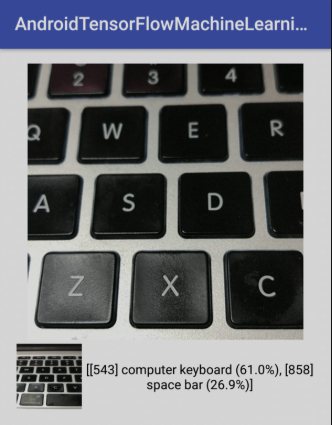 AndroidTensorFlowMachineLearni...
2 3 4
Q W E R
A S D
Z X C
[[543] computer keyboard (61.0%), [858]
space bar (26.9%)]